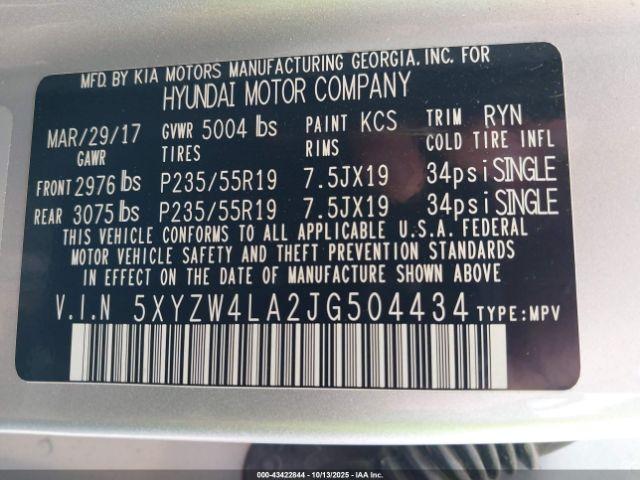 MFD. BY KIA MOTORS MANUFACTURING GEORGIA, INC. FOR
HYUNDAI MOTOR COMPANY
MAR/29/17 GVWR 5004 lbs PAINT KCS TRIM RYN
GAWR TIRES RIMS COLD TIRE INFL
FRONT 2976 lbs P235/55R19 7.5JX19 34psi SINGLE
REAR 3075 lbs P235/55R19 7.5JX19 34psi SINGLE
THIS VEHICLE CONFORMS TO ALL APPLICABLE U.S.A. FEDERAL
MOTOR VEHICLE SAFETY AND THEFT PREVENTION STANDARDS
IN EFFECT ON THE DATE OF MANUFACTURE SHOWN ABOVE
V.I.N 5XYZW4LA2JG504434 TYPE:MPV
000-43422844 | 10/13/2025 | IAA Inc.